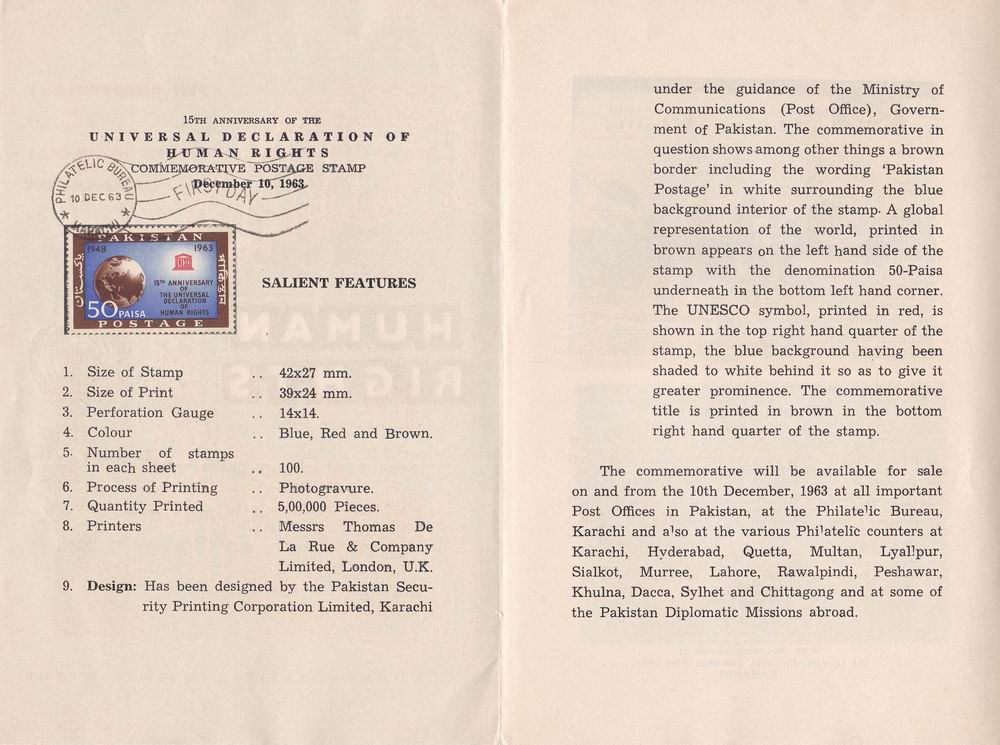 15TH ANNIVERSARY OF THE
UNIVERSAL DECLARATION OF
HUMAN RIGHTS
COMMEMORATIVE POSTAGE STAMP
December 10, 1963.
PHILATELIC BUREAU
10 DEC 63
KARACHI
FIRST DAY
PAKISTAN
1948
1963
پاکستان
পাকিস্তান
15TH ANNIVERSARY
OF
THE UNIVERSAL
DECLARATION
OF
HUMAN RIGHTS
50 PAISA
POSTAGE
SALIENT FEATURES
1. Size of Stamp .. 42x27 mm.
2. Size of Print .. 39x24 mm.
3. Perforation Gauge .. 14x14.
4. Colour .. Blue, Red and Brown.
5. Number of stamps
in each sheet .. 100.
6. Process of Printing .. Photogravure.
7. Quantity Printed .. 5,00,000 Pieces.
8. Printers .. Messrs Thomas De
La Rue & Company
Limited, London, U.K.
9. Design: Has been designed by the Pakistan Secu-
rity Printing Corporation Limited, Karachi
under the guidance of the Ministry of
Communications (Post Office), Govern-
ment of Pakistan. The commemorative in
question shows among other things a brown
border including the wording ‘Pakistan
Postage’ in white surrounding the blue
background interior of the stamp. A global
representation of the world, printed in
brown appears on the left hand side of the
stamp with the denomination 50-Paisa
underneath in the bottom left hand corner.
The UNESCO symbol, printed in red, is
shown in the top right hand quarter of the
stamp, the blue background having been
shaded to white behind it so as to give it
greater prominence. The commemorative
title is printed in brown in the bottom
right hand quarter of the stamp.
The commemorative will be available for sale
on and from the 10th December, 1963 at all important
Post Offices in Pakistan, at the Philatelic Bureau,
Karachi and also at the various Philatelic counters at
Karachi, Hyderabad, Quetta, Multan, Lyallpur,
Sialkot, Murree, Lahore, Rawalpindi, Peshawar,
Khulna, Dacca, Sylhet and Chittagong and at some of
the Pakistan Diplomatic Missions abroad.